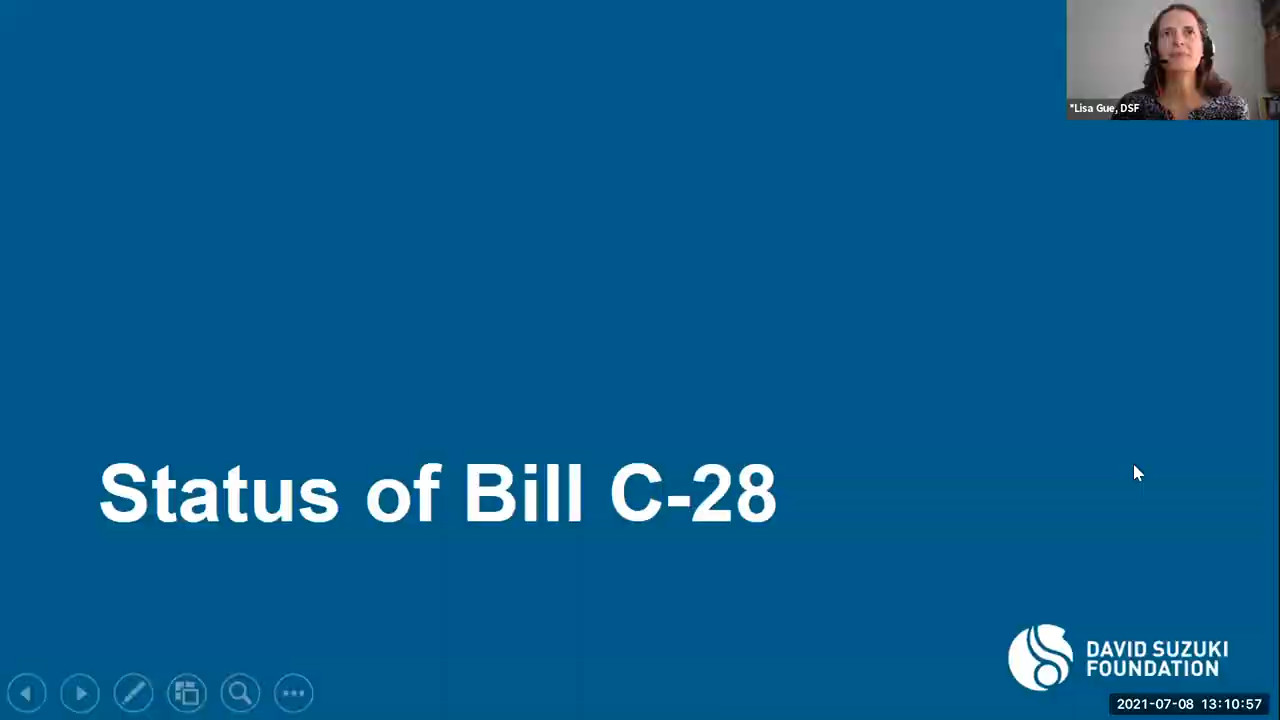 *Lisa Gue, DSF
Status of Bill C-28
DAVID SUZUKI
FOUNDATION
2021-07-08 13:10:57